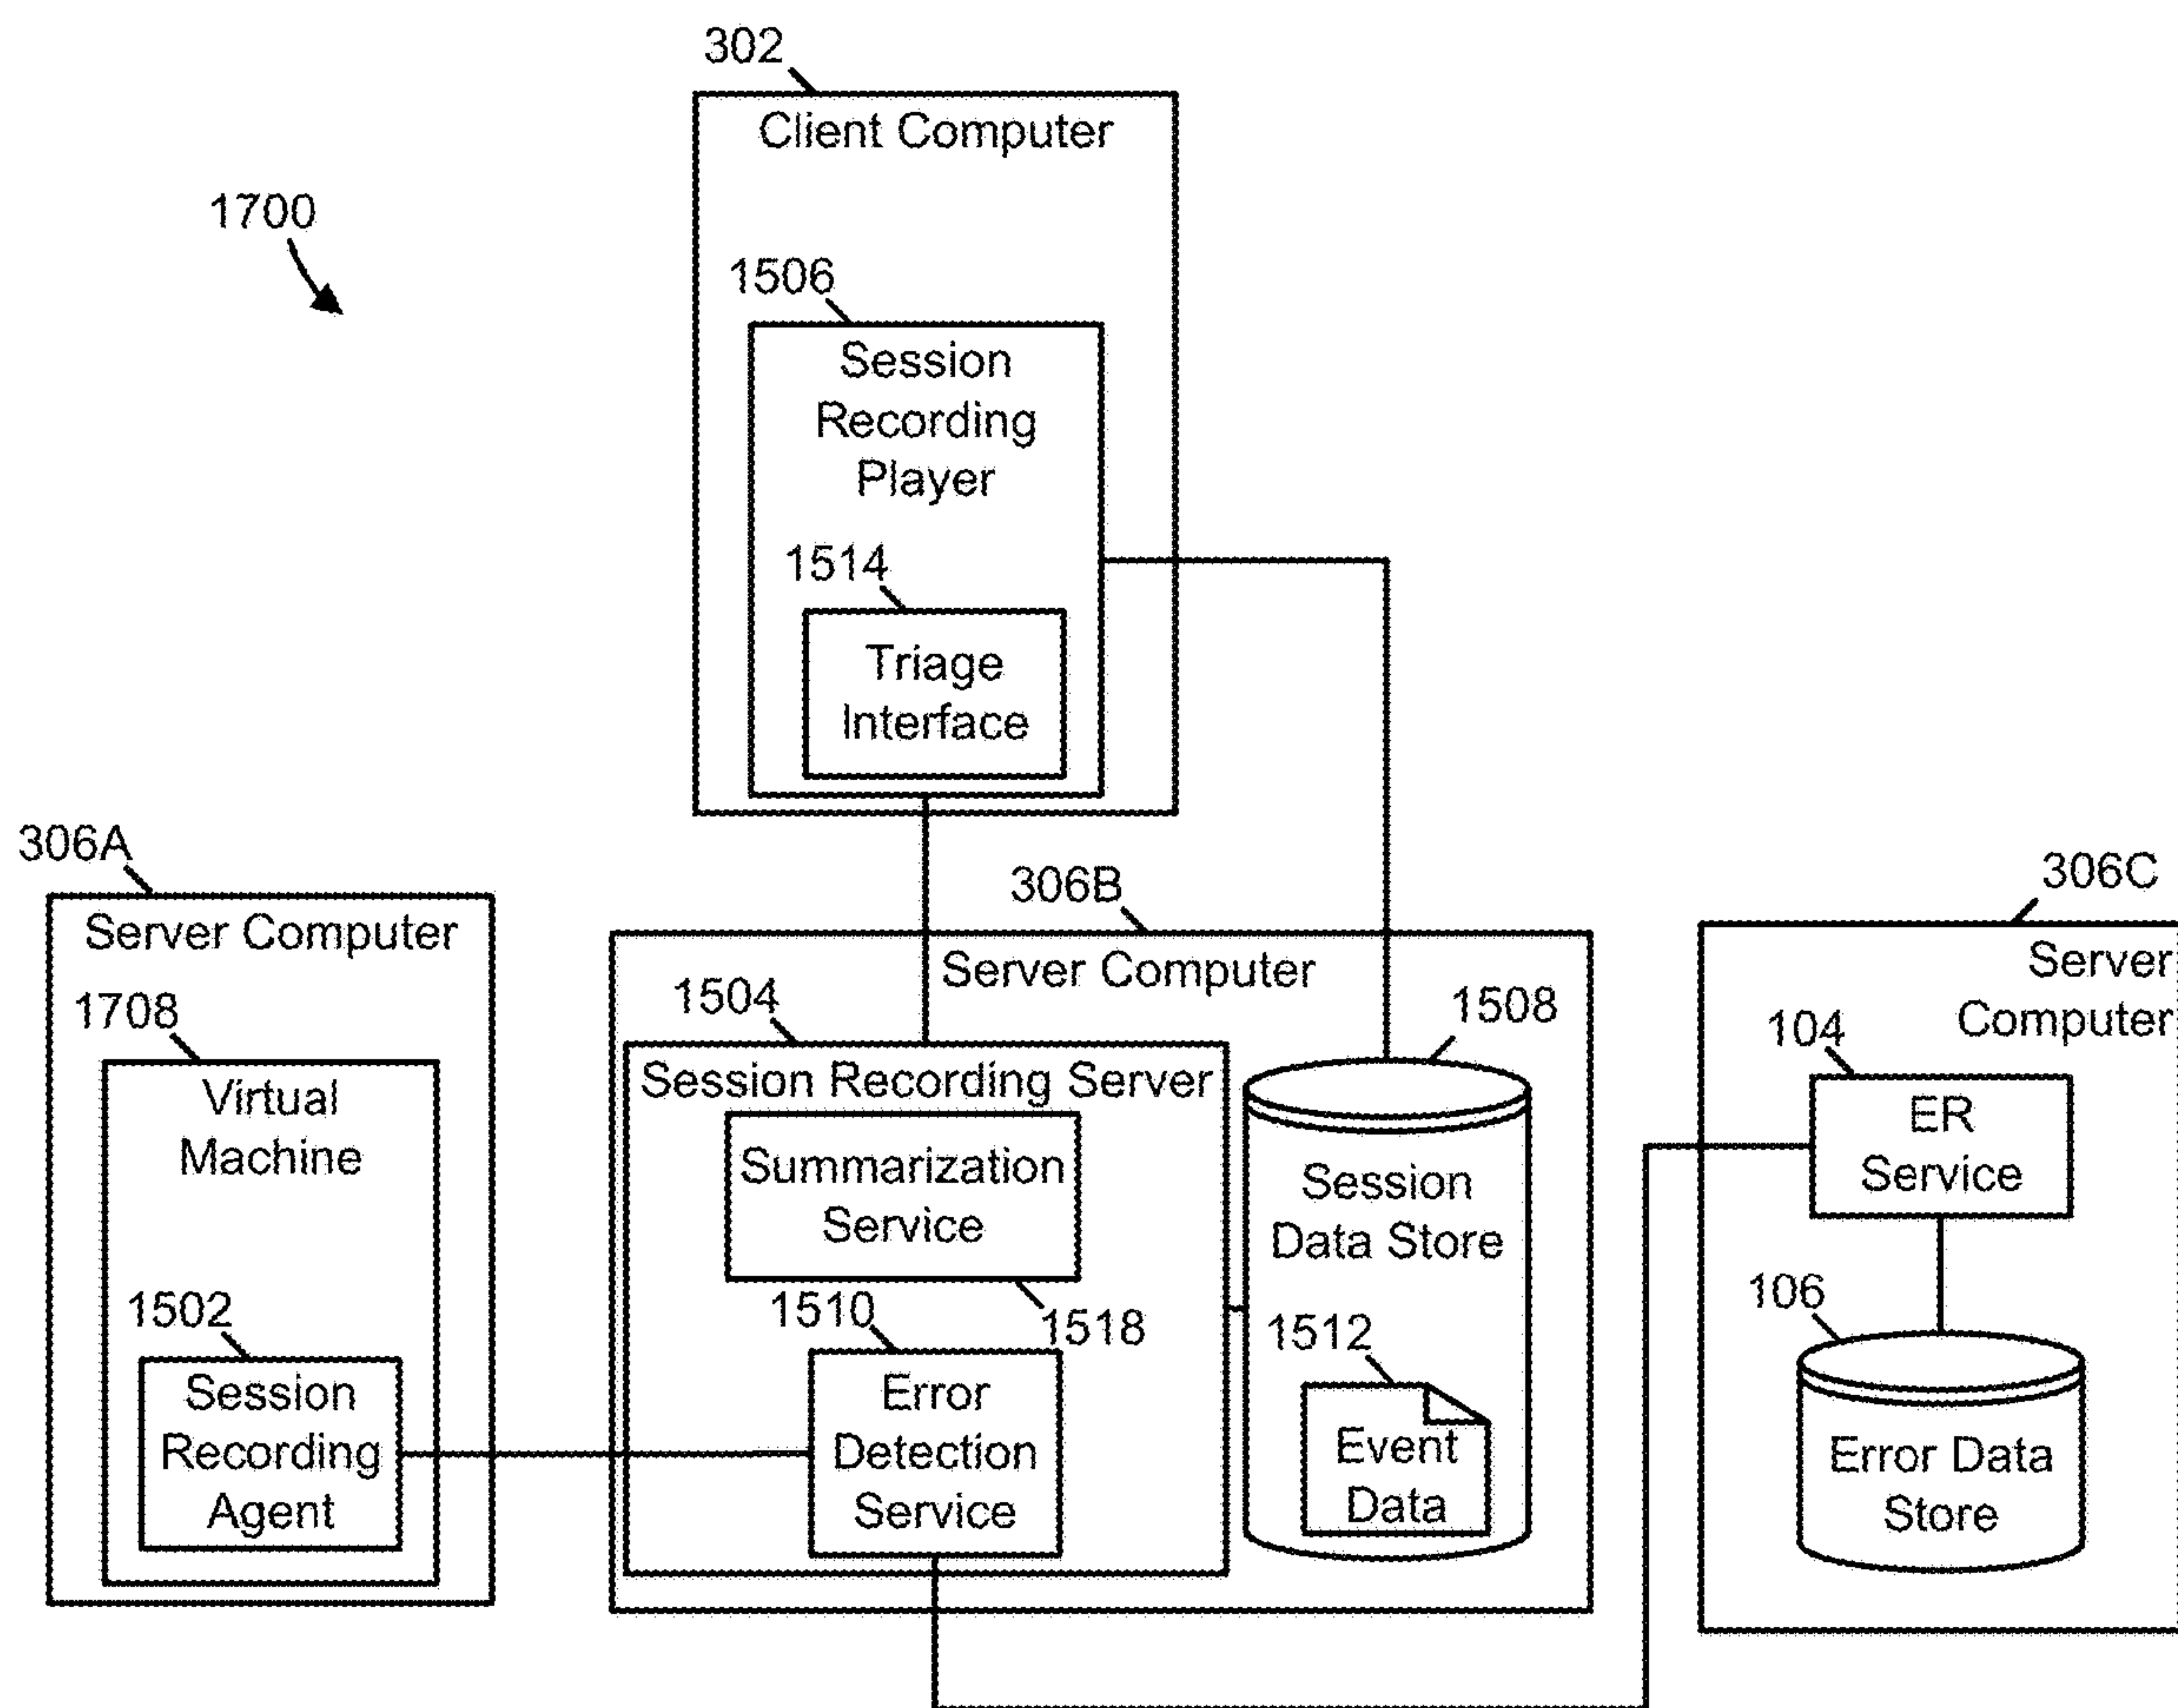 302
Client Computer
1700
1506
Session
Recording
Player
1514
Triage
Interface
306A
Server Computer
1708
Virtual
Machine
1502
Session
Recording
Agent
306B
Server Computer
1504
Session Recording Server
Summarization
Service
1518
1510
Error
Detection
Service
1508
Session
Data Store
1512
Event
Data
306C
Server
Computer
104
ER
Service
106
Error Data
Store